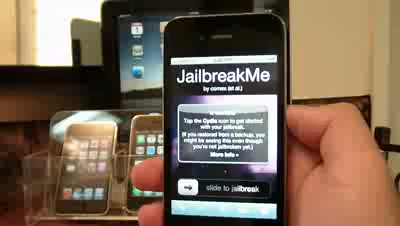 JailbreakMe
by comex (et al.)
Tap the Cydia icon to get started
with your jailbreak.
(If you restored from a backup, you
might be seeing this even though
you're not jailbroken yet.)
More Info »
slide to jailbreak